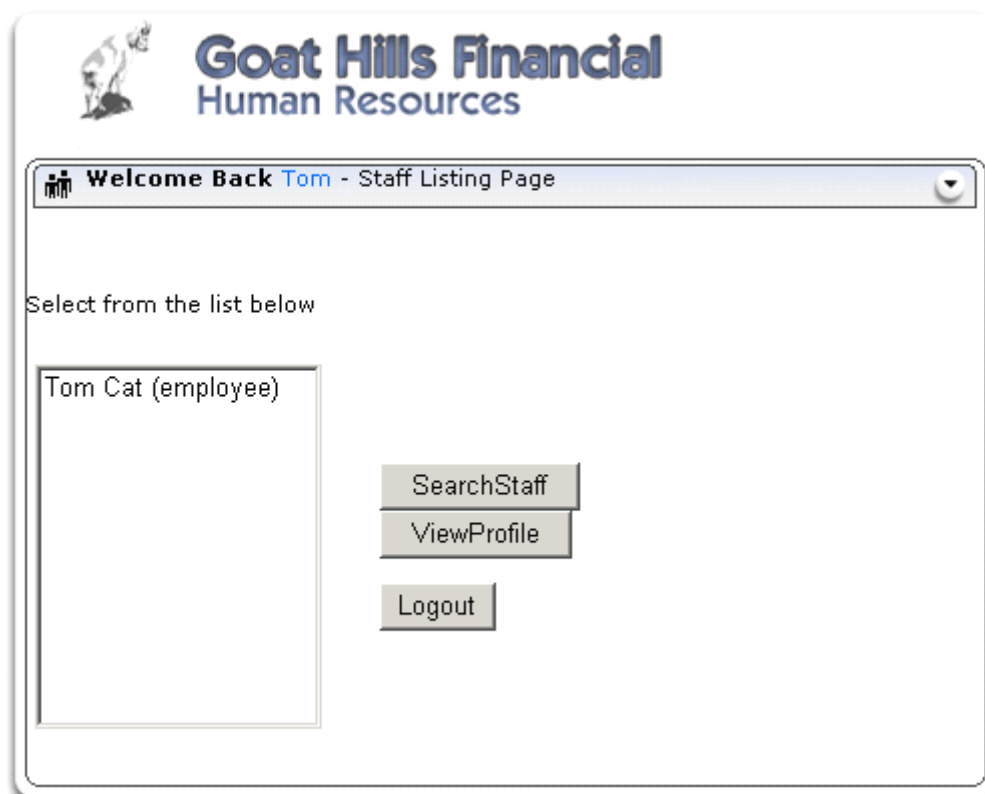 Goat Hills Financial
Human Resources
Welcome Back Tom - Staff Listing Page
Select from the list below
Tom Cat (employee)
SearchStaff
ViewProfile
Logout